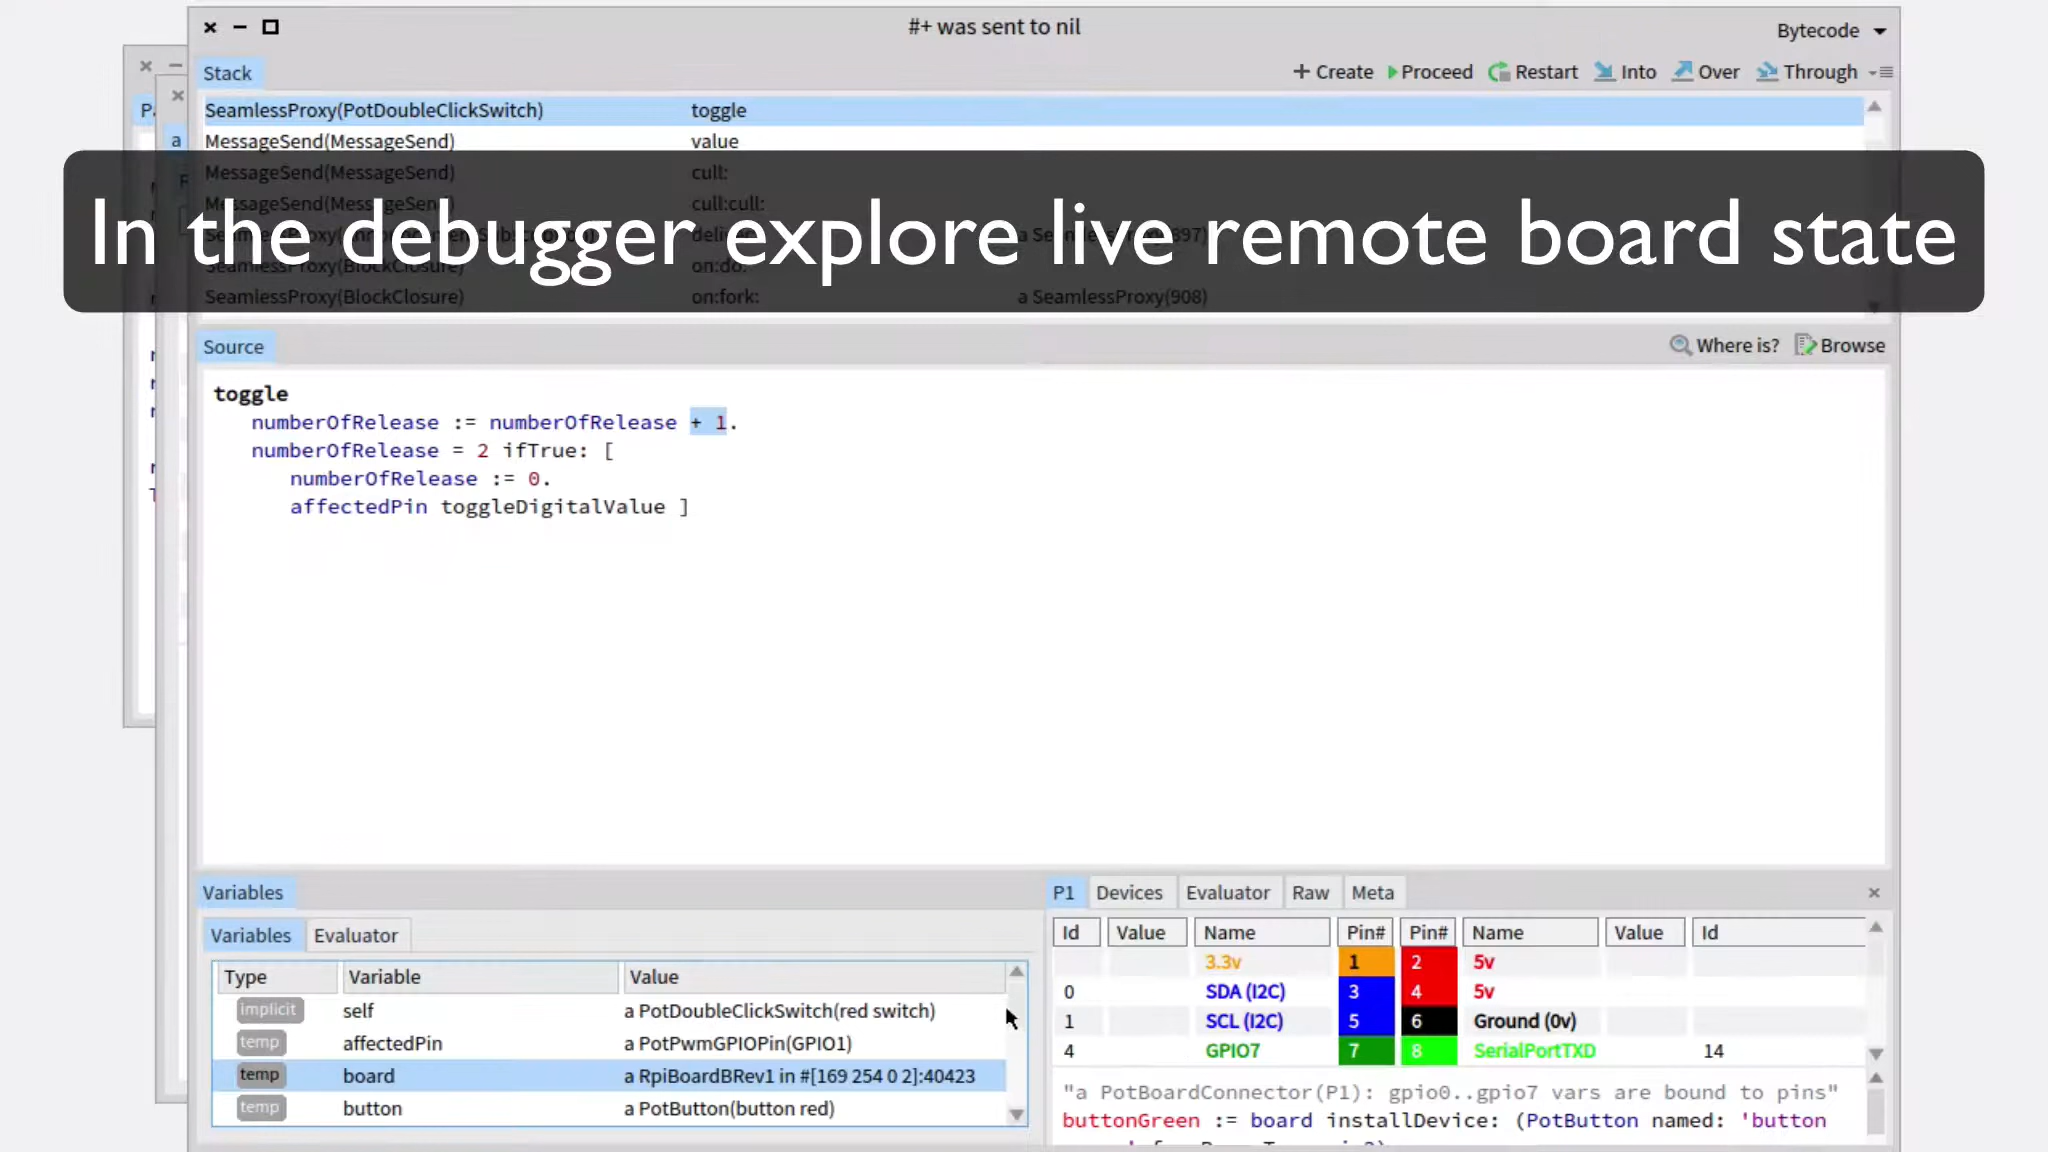 #+ was sent to nil
Bytecode
Stack
Create Proceed Restart Into Over Through
SeamlessProxy(PotDoubleClickSwitch) toggle
MessageSend(MessageSend) value
MessageSend(MessageSend) cull:
MessageSend(MessageSend) cull:cull:
In the debugger explore live remote board state
SeamlessProxy(BlockClosure) on:do:
SeamlessProxy(BlockClosure) on:fork: a SeamlessProxy(908)
Source
Where is? Browse
toggle
numberOfRelease := numberOfRelease + 1.
numberOfRelease = 2 ifTrue: [
numberOfRelease := 0.
affectedPin toggleDigitalValue ]
Variables
Variables Evaluator
Type Variable Value
implicit self a PotDoubleClickSwitch(red switch)
temp affectedPin a PotPwmGPIOPin(GPIO1)
temp board a RpiBoardBRev1 in #[169 254 0 2]:40423
temp button a PotButton(button red)
P1 Devices Evaluator Raw Meta
Id Value Name Pin# Pin# Name Value Id
3.3v 1 2 5v
0 SDA (I2C) 3 4 5v
1 SCL (I2C) 5 6 Ground (0v)
4 GPIO7 7 8 SerialPortTXD 14
"a PotBoardConnector(P1): gpio0..gpio7 vars are bound to pins"
buttonGreen := board installDevice: (PotButton named: 'button